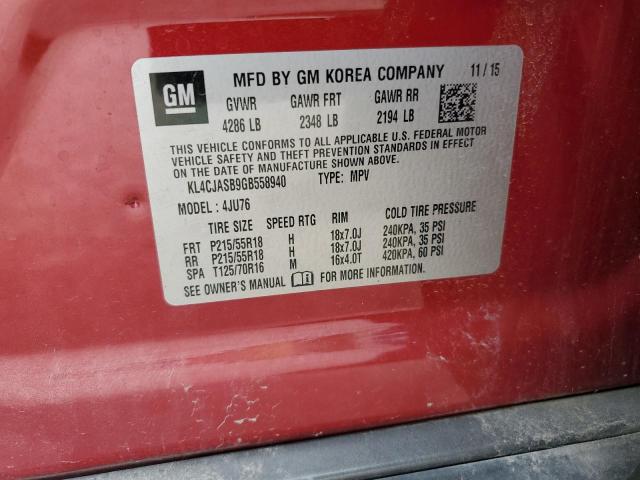 GM
MFD BY GM KOREA COMPANY 11 / 15
GVWR GAWR FRT GAWR RR
4286 LB 2348 LB 2194 LB
THIS VEHICLE CONFORMS TO ALL APPLICABLE U.S. FEDERAL MOTOR
VEHICLE SAFETY AND THEFT PREVENTION STANDARDS IN EFFECT
ON THE DATE OF MANUFACTURE SHOWN ABOVE.
KL4CJASB9GB558940 TYPE: MPV
MODEL : 4JU76
TIRE SIZE SPEED RTG RIM COLD TIRE PRESSURE
FRT P215/55R18 H 18x7.0J 240KPA, 35 PSI
RR P215/55R18 H 18x7.0J 240KPA, 35 PSI
SPA T125/70R16 M 16x4.0T 420KPA, 60 PSI
SEE OWNER'S MANUAL FOR MORE INFORMATION.